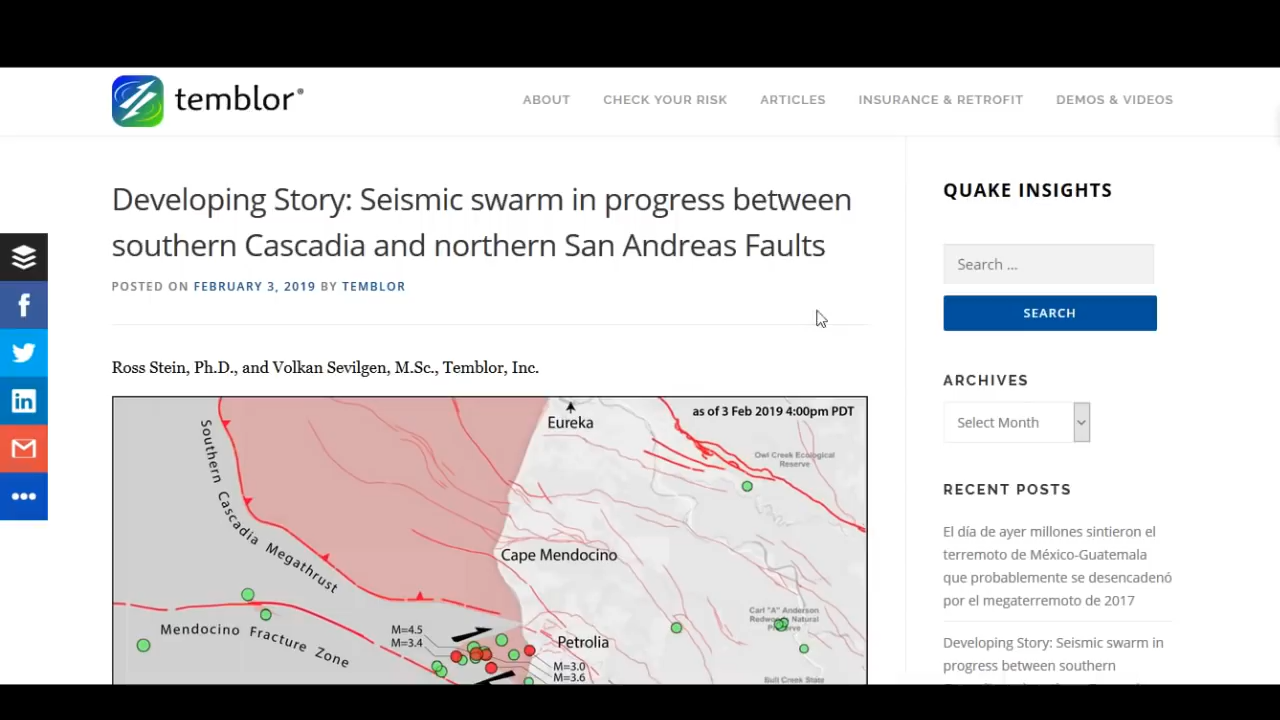 temblor®
ABOUT
CHECK YOUR RISK
ARTICLES
INSURANCE & RETROFIT
DEMOS & VIDEOS
Developing Story: Seismic swarm in progress between
southern Cascadia and northern San Andreas Faults
POSTED ON FEBRUARY 3, 2019 BY TEMBLOR
Ross Stein, Ph.D., and Volkan Sevilgen, M.Sc., Temblor, Inc.
as of 3 Feb 2019 4:00pm PDT
Eureka
Southern Cascadia Megathrust
Owl Creek Ecological
Reserve
Cape Mendocino
Mendocino Fracture Zone
M=4.5
M=3.4
Petrolia
M=3.0
M=3.6
Carl "A" Anderson
Redwoods Natural
Preserve
Bull Creek State
QUAKE INSIGHTS
Search ...
SEARCH
ARCHIVES
Select Month
RECENT POSTS
El día de ayer millones sintieron el
terremoto de México-Guatemala
que probablemente se desencadenó
por el megaterremoto de 2017
Developing Story: Seismic swarm in
progress between southern